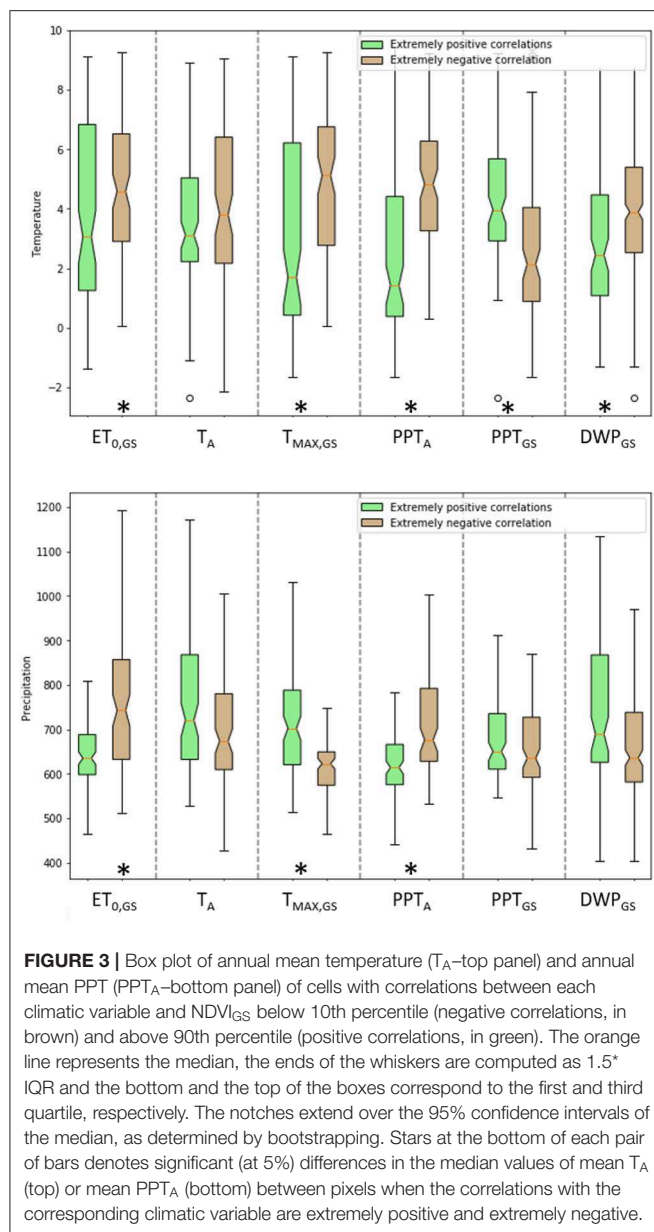 10
8
6
4
2
0
−2
Temperature
Extremely positive correlations
Extremely negative correlation
* * * * *
ET0,GS TA TMAX,GS PPTA PPTGS DWPGS
1200
1100
1000
900
800
700
600
500
400
Precipitation
Extremely positive correlations
Extremely negative correlation
* * *
ET0,GS TA TMAX,GS PPTA PPTGS DWPGS
FIGURE 3 | Box plot of annual mean temperature (TA–top panel) and annual
mean PPT (PPTA–bottom panel) of cells with correlations between each
climatic variable and NDVIGS below 10th percentile (negative correlations, in
brown) and above 90th percentile (positive correlations, in green). The orange
line represents the median, the ends of the whiskers are computed as 1.5*
IQR and the bottom and the top of the boxes correspond to the first and third
quartile, respectively. The notches extend over the 95% confidence intervals of
the median, as determined by bootstrapping. Stars at the bottom of each pair
of bars denotes significant (at 5%) differences in the median values of mean TA
(top) or mean PPTA (bottom) between pixels when the correlations with the
corresponding climatic variable are extremely positive and extremely negative.